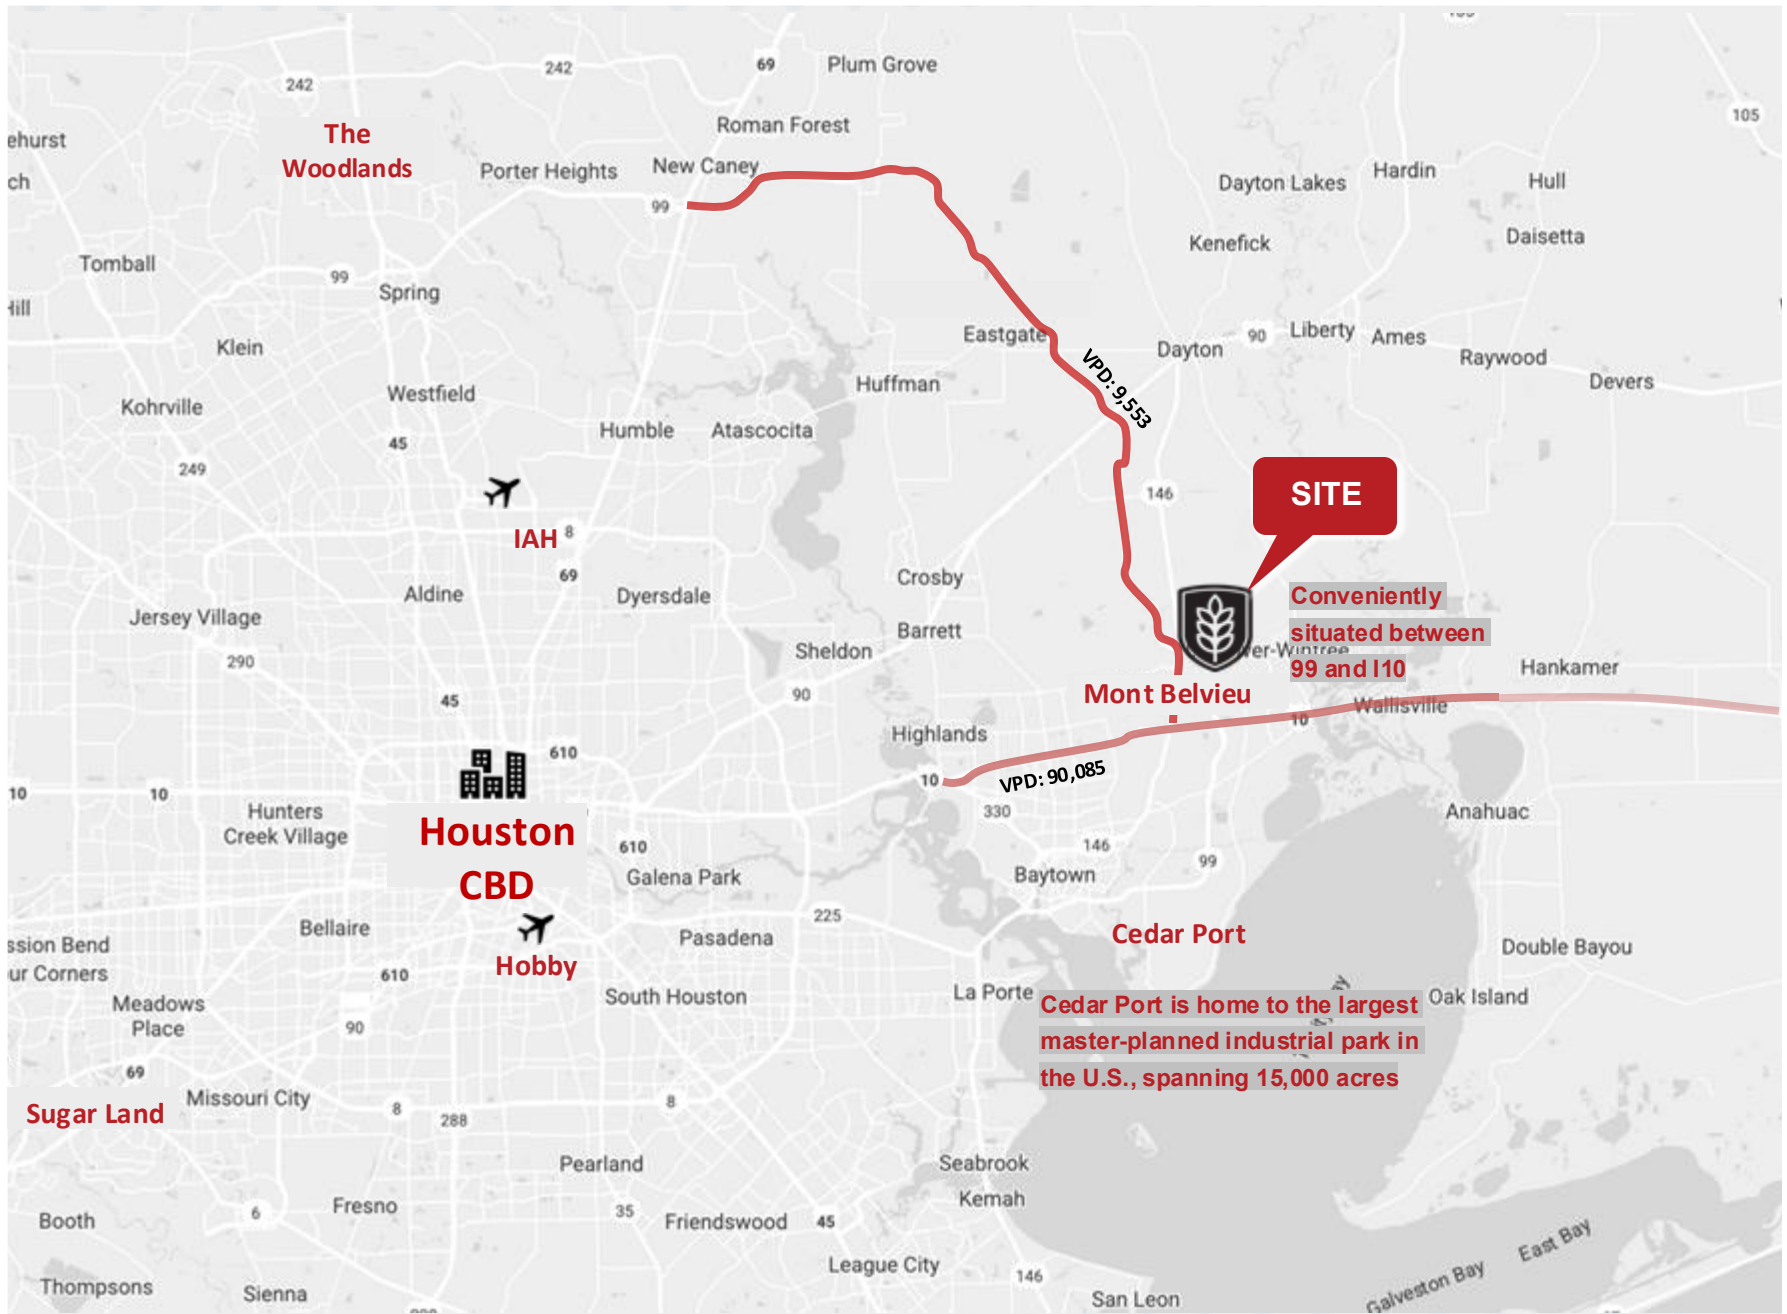 242
242
69
Plum Grove
105
Roman Forest
The
Woodlands
Porter Heights
New Caney
99
Dayton Lakes
Hardin
Hull
Kenefick
Daisetta
Tomball
99
Spring
Klein
Eastgate
Dayton
90
Liberty
Ames
Raywood
Devers
VPD: 9,553
Huffman
Westfield
Kohrville
45
Humble
Atascocita
249
146
SITE
IAH
8
69
Crosby
Aldine
Dyersdale
Conveniently
situated between
99 and I10
Jersey Village
Barrett
Sheldon
290
Hankamer
90
45
Mont Belvieu
Wallisville
10
Highlands
610
10
VPD: 90,085
10
10
330
Anahuac
Hunters
Creek Village
Houston
CBD
610
146
99
Galena Park
Baytown
225
Bellaire
Pasadena
Cedar Port
ssion Bend
ur Corners
Double Bayou
Hobby
610
South Houston
La Porte
Oak Island
Meadows
Place
90
Cedar Port is home to the largest
master-planned industrial park in
the U.S., spanning 15,000 acres
69
Missouri City
Sugar Land
8
288
8
Pearland
Seabrook
Kemah
Booth
6
Fresno
35
Friendswood
45
League City
East Bay
Galveston Bay
Thompsons
Sienna
146
San Leon
ehurst
ch
Hill